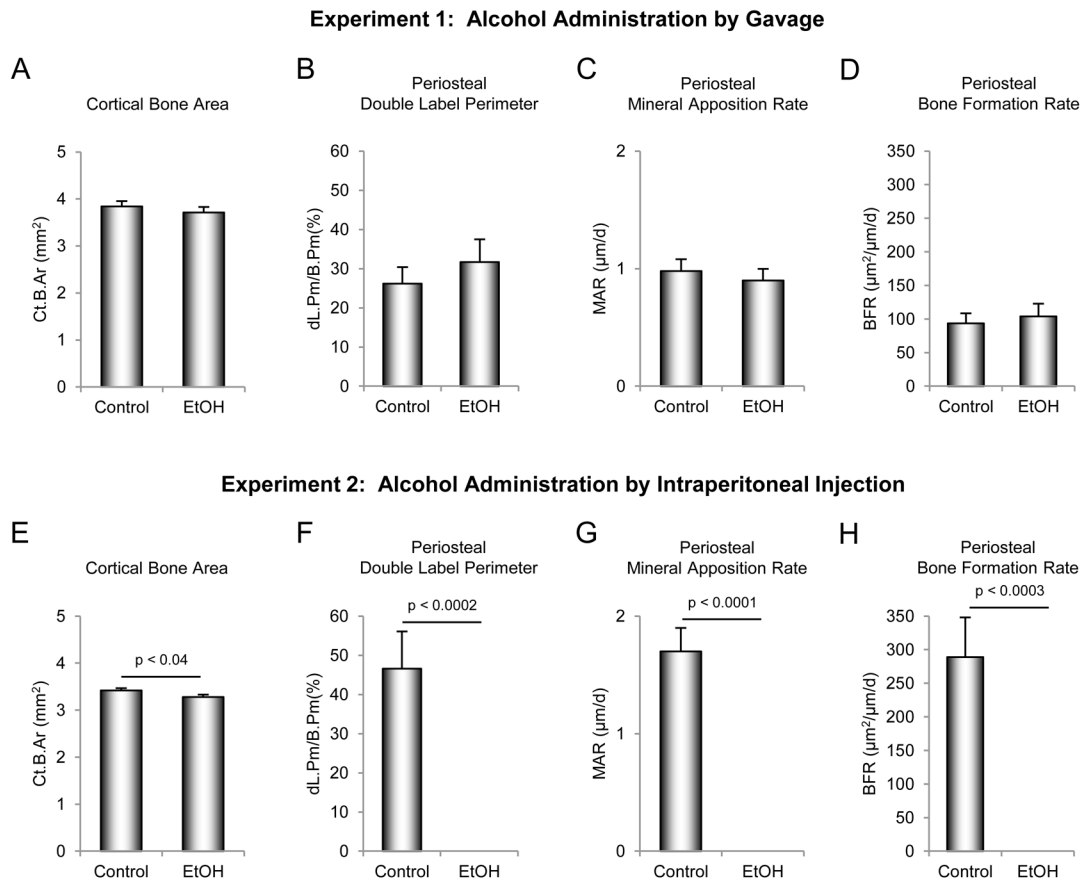 Experiment 1: Alcohol Administration by Gavage
A
Cortical Bone Area
Ct.B.Ar (mm²)
5
4
3
2
1
0
Control EtOH
B
Periosteal
Double Label Perimeter
dL.Pm/B.Pm(%)
60
50
40
30
20
10
0
Control EtOH
C
Periosteal
Mineral Apposition Rate
MAR (µm/d)
2
1
0
Control EtOH
D
Periosteal
Bone Formation Rate
BFR (µm²/µm/d)
350
300
250
200
150
100
50
0
Control EtOH
Experiment 2: Alcohol Administration by Intraperitoneal Injection
E
Cortical Bone Area
Ct.B.Ar (mm²)
5
4
3
2
1
0
p < 0.04
Control EtOH
F
Periosteal
Double Label Perimeter
p < 0.0002
dL.Pm/B.Pm(%)
60
50
40
30
20
10
0
Control EtOH
G
Periosteal
Mineral Apposition Rate
p < 0.0001
MAR (µm/d)
2
1
0
Control EtOH
H
Periosteal
Bone Formation Rate
p < 0.0003
BFR (µm²/µm/d)
350
300
250
200
150
100
50
0
Control EtOH